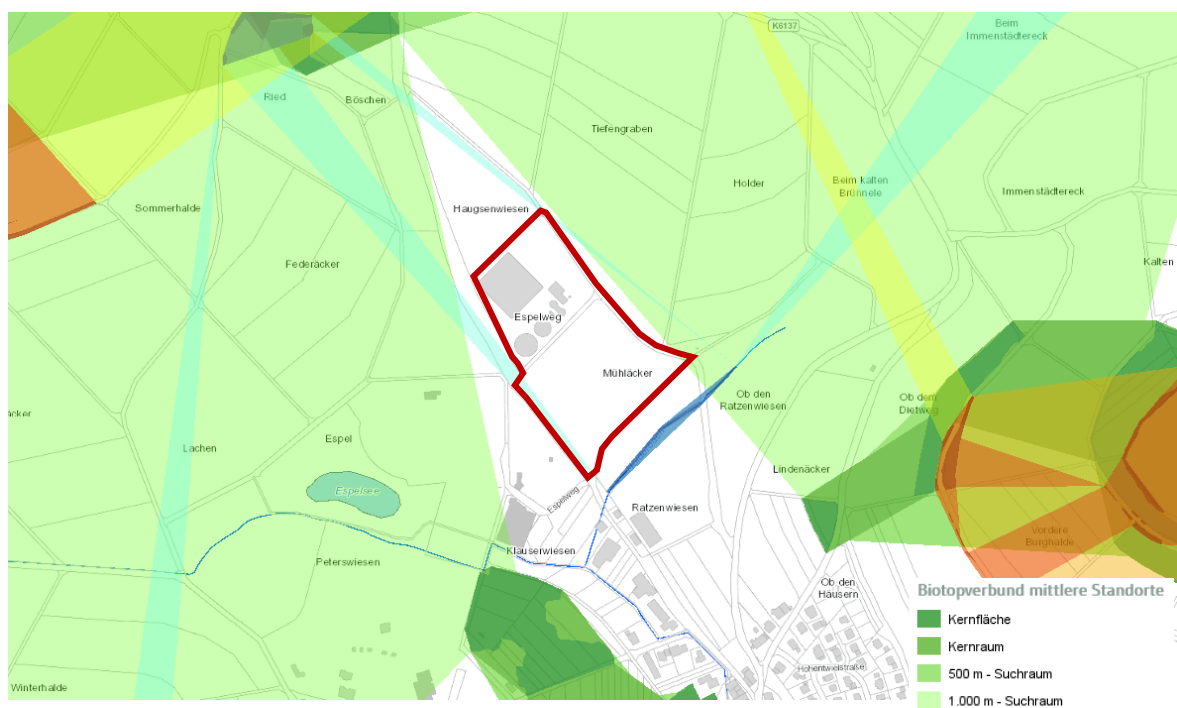 K6137
Beim
Immenstädtereck
Ried
Böschen
Tiefengraben
Holder
Beim kalten
Brünnele
Immenstädtereck
Sommerhalde
Haugsenwiesen
Federäcker
Kalten
Espelweg
Mühläcker
Ob den
Ratzenwiesen
Ob dem
Dietweg
äcker
Espel
Lachen
Lindenäcker
Espelsee
Espelweg
Ratzenwiesen
Vordere
Burghalde
Klauserwiesen
Peterswiesen
Ob den
Häusern
Hohentwielstraße
Winterhalde
Biotopverbund mittlere Standorte
Kernfläche
Kernraum
500 m - Suchraum
1.000 m - Suchraum